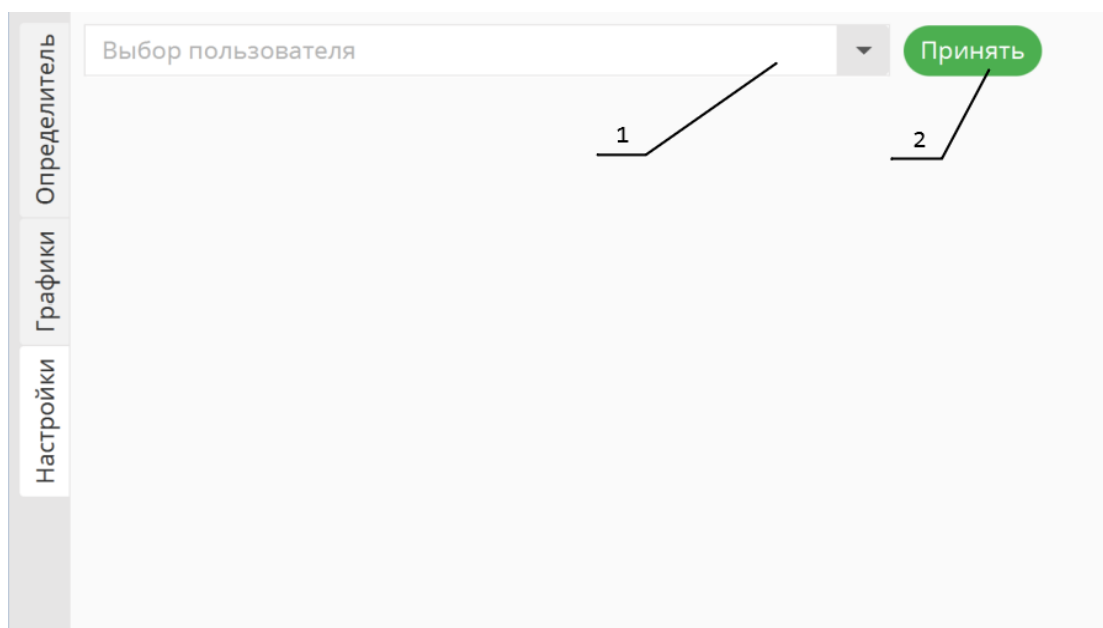 Выбор пользователя
Принять
1
2
Определитель
Графики
Настройки